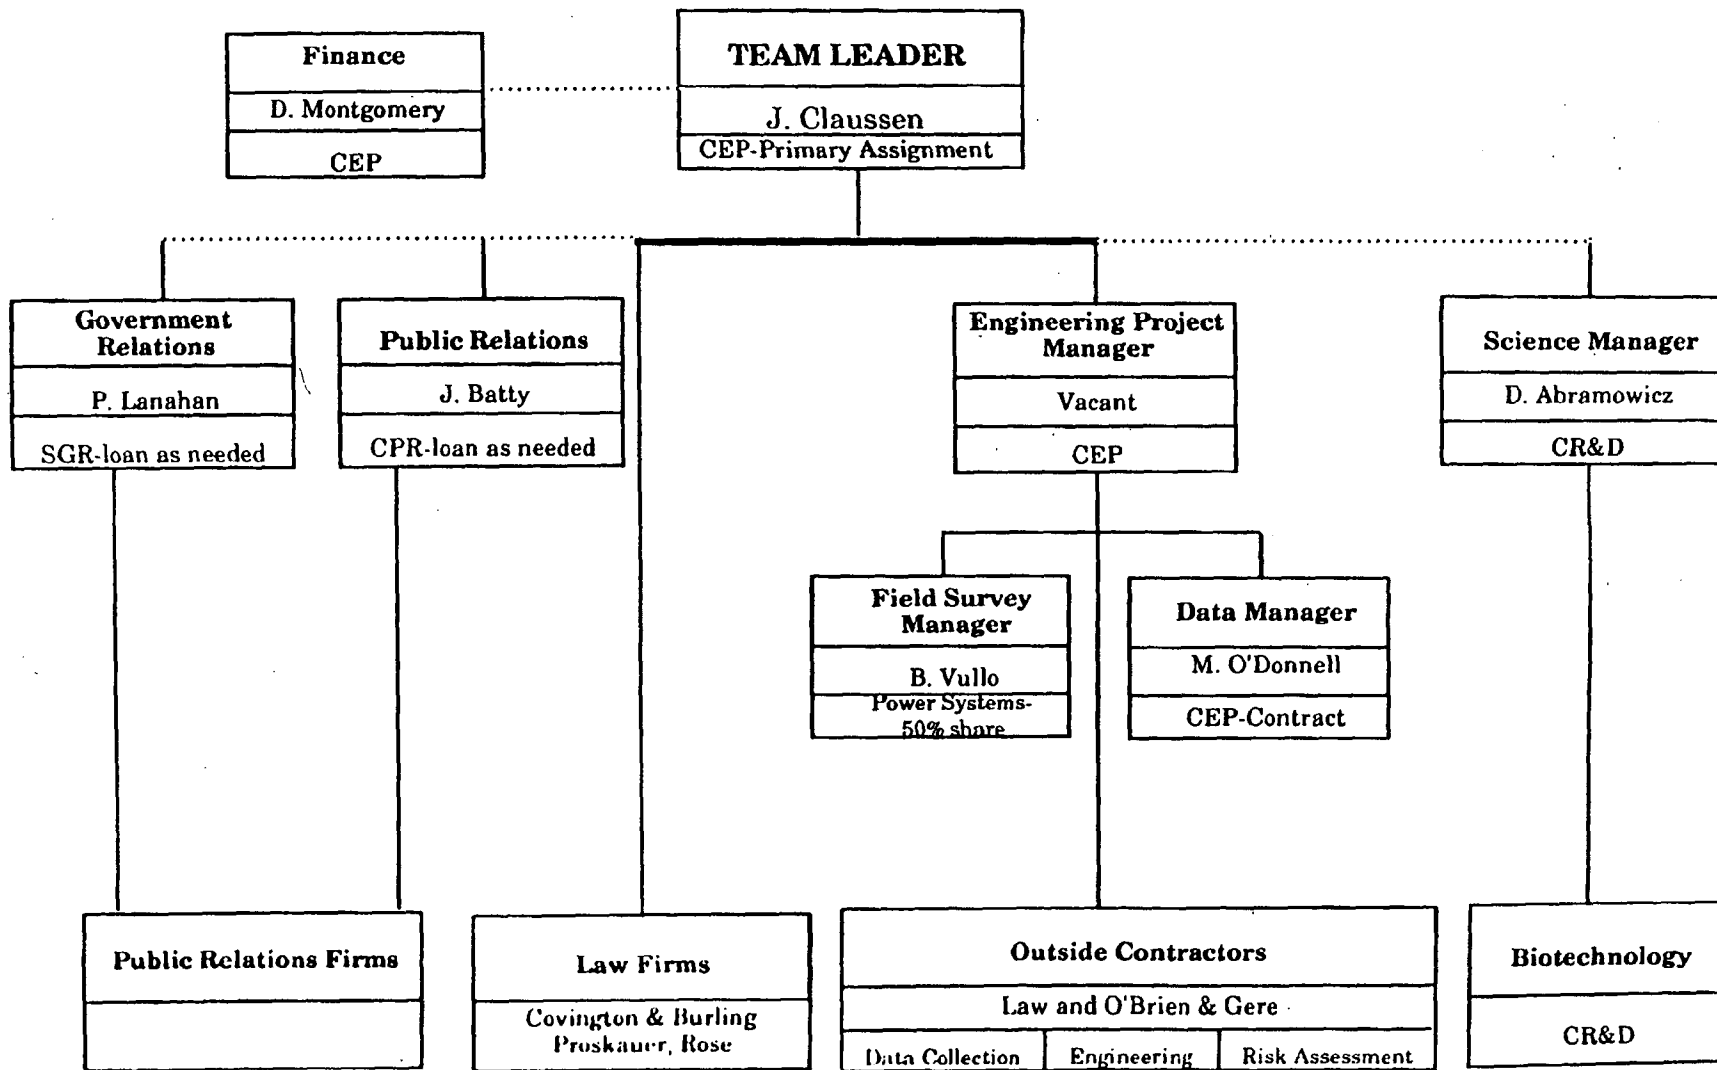 Finance
D. Montgomery
CEP
TEAM LEADER
J. Claussen
CEP-Primary Assignment
Government
Relations
P. Lanahan
SGR-loan as needed
Public Relations
J. Batty
CPR-loan as needed
Engineering Project
Manager
Vacant
CEP
Science Manager
D. Abramowicz
CR&D
Field Survey
Manager
B. Vullo
Power Systems-
50% share
Data Manager
M. O'Donnell
CEP-Contract
Public Relations Firms
Law Firms
Covington & Burling
Proskauer, Rose
Outside Contractors
Law and O'Brien & Gere
Data Collection
Engineering
Risk Assessment
Biotechnology
CR&D